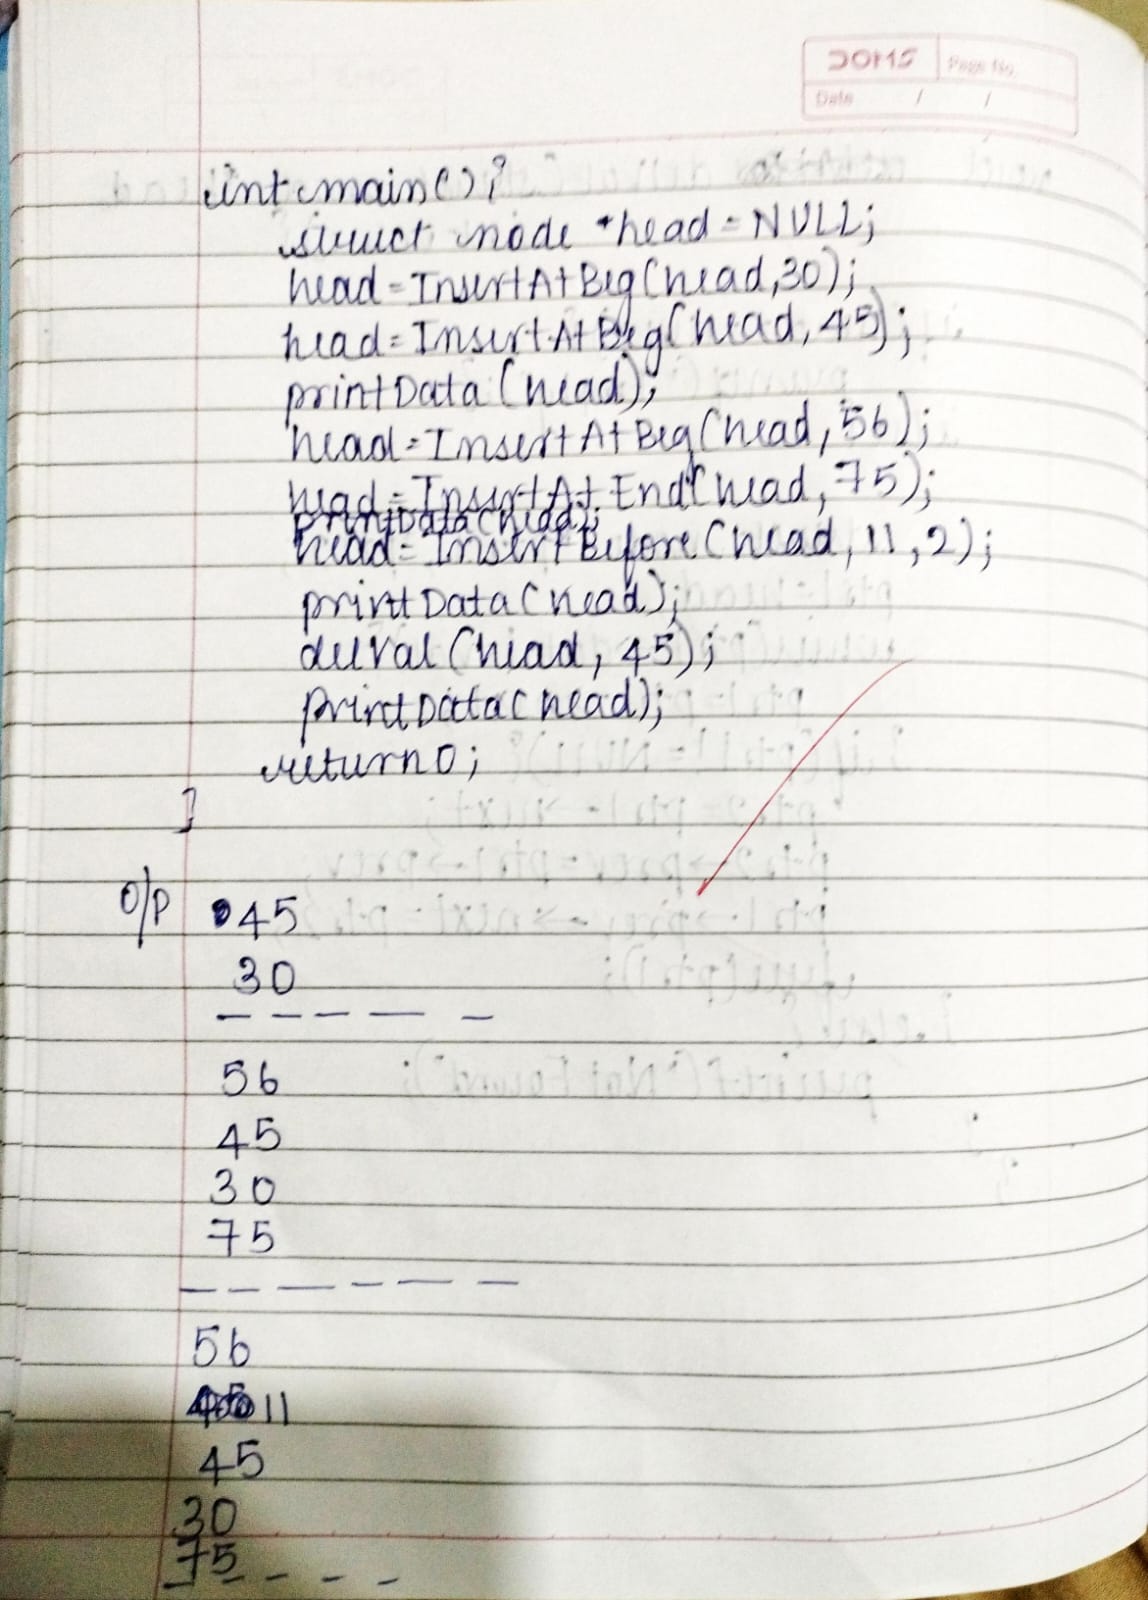 DOMS Page No.
Date / /
int main(){
struct node *head = NULL;
head = InsertAtBeg(head,30);
head = InsertAtBeg(head,45);
printData(head);
head = InsertAtBeg(head,56);
head = InsertAtEnd(head,75);
printData(head);
head = InsertBefore(head,11,2);
printData(head);
delVal(head,45);
printData(head);
return 0;
}
O/P 45
30
- - - - -
56
45
30
75
- - - - - -
56
11
45
30
75
- - - -